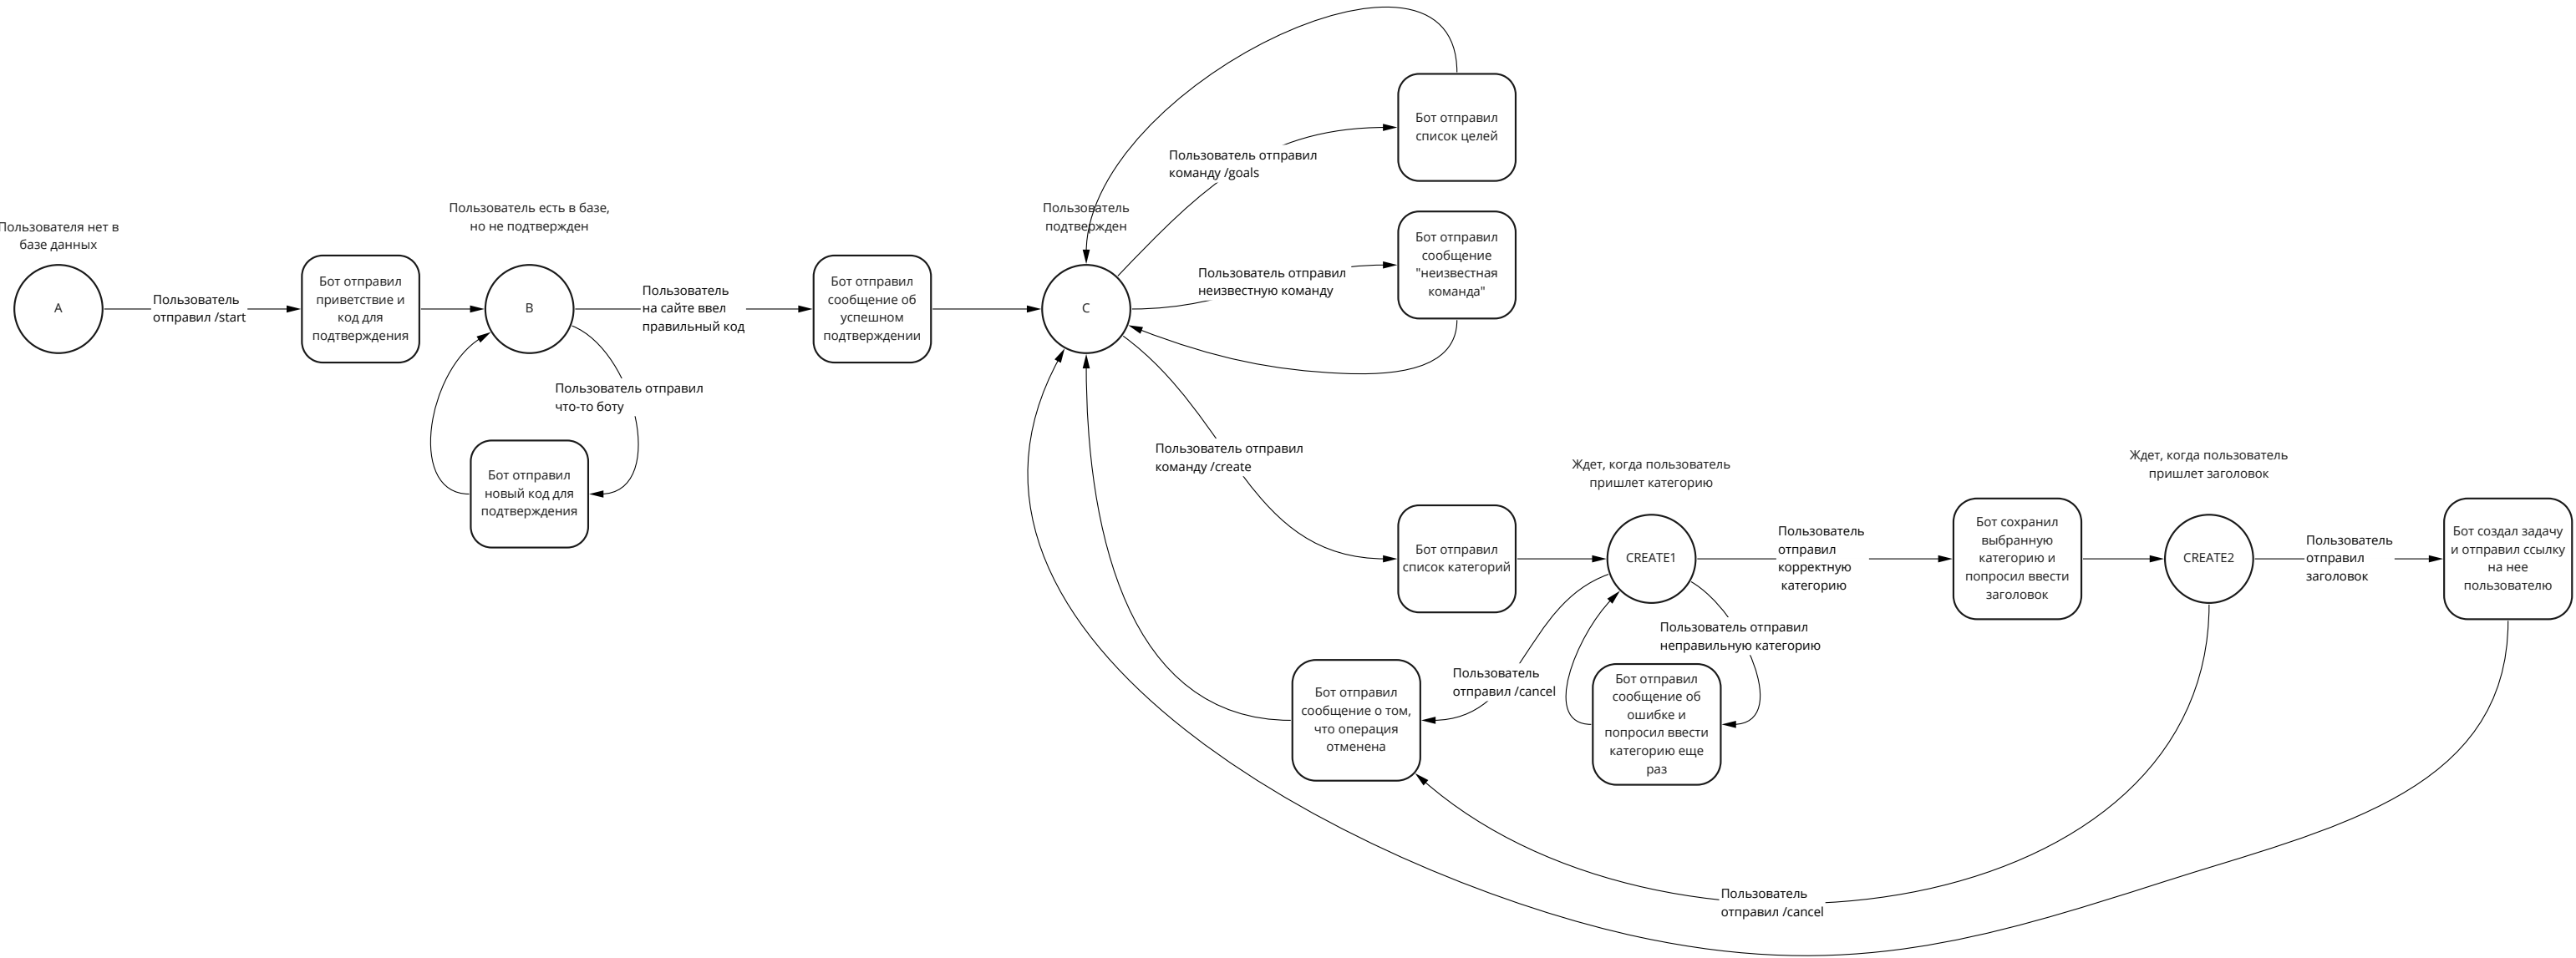 Пользователя нет в
базе данных
A
Пользователь
отправил /start
Бот отправил
приветствие и
код для
подтверждения
Пользователь есть в базе,
но не подтвержден
B
Пользователь отправил
что-то боту
Бот отправил
новый код для
подтверждения
Пользователь
на сайте ввел
правильный код
Бот отправил
сообщение об
успешном
подтверждении
Пользователь
подтвержден
C
Пользователь отправил
команду /goals
Бот отправил
список целей
Пользователь отправил
неизвестную команду
Бот отправил
сообщение
"неизвестная
команда"
Пользователь отправил
команду /create
Бот отправил
список категорий
Ждет, когда пользователь
пришлет категорию
CREATE1
Пользователь
отправил /cancel
Бот отправил
сообщение о том,
что операция
отменена
Пользователь отправил
неправильную категорию
Бот отправил
сообщение об
ошибке и
попросил ввести
категорию еще
раз
Пользователь
отправил
корректную
категорию
Бот сохранил
выбранную
категорию и
попросил ввести
заголовок
Ждет, когда пользователь
пришлет заголовок
CREATE2
Пользователь
отправил
заголовок
Бот создал задачу
и отправил ссылку
на нее
пользователю
Пользователь
отправил /cancel